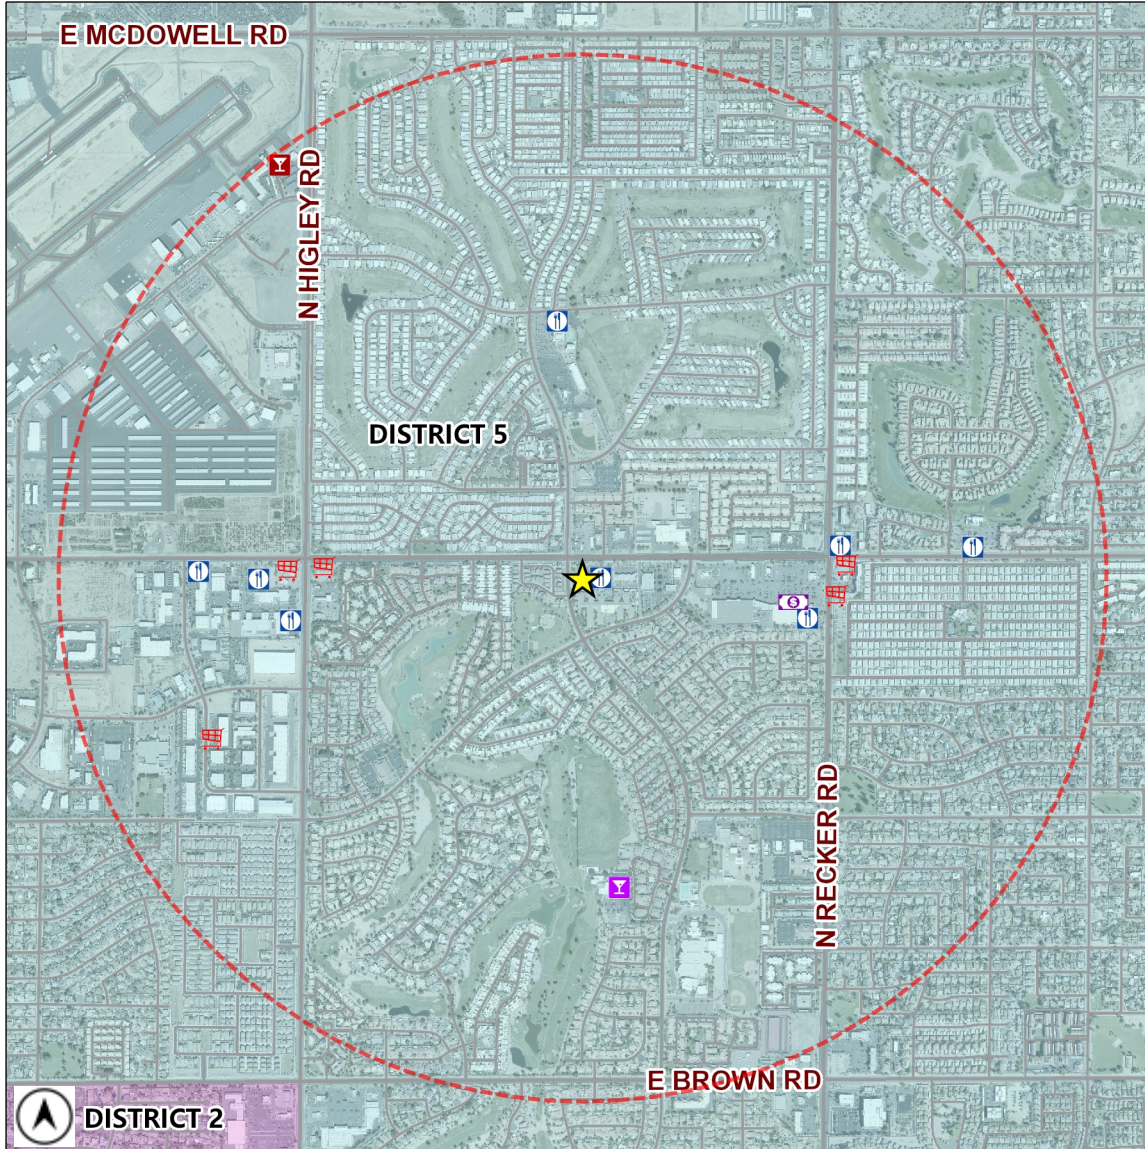 E MCDOWELL RD
N HIGLEY RD
DISTRICT 5
$
N RECKER RD
E BROWN RD
DISTRICT 2